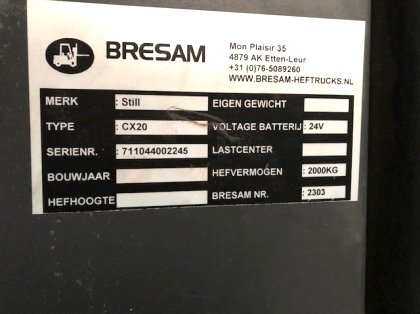 BRESAM
Mon Plaisir 35
4879 AK Etten-Leur
+31 (0)76-5089260
WWW.BRESAM-HEFTRUCKS.NL
MERK : Still EIGEN GEWICHT :
TYPE : CX20 VOLTAGE BATTERIJ : 24V
SERIENR. : 711044002245 LASTCENTER :
BOUWJAAR : HEFVERMOGEN : 2000KG
HEFHOOGTE : BRESAM NR. : 2303